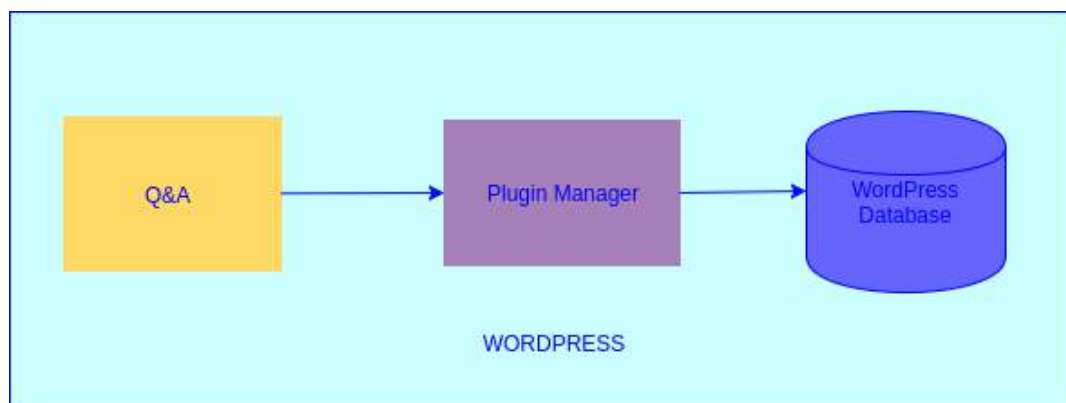 Q&A
Plugin Manager
WordPress
Database
WORDPRESS